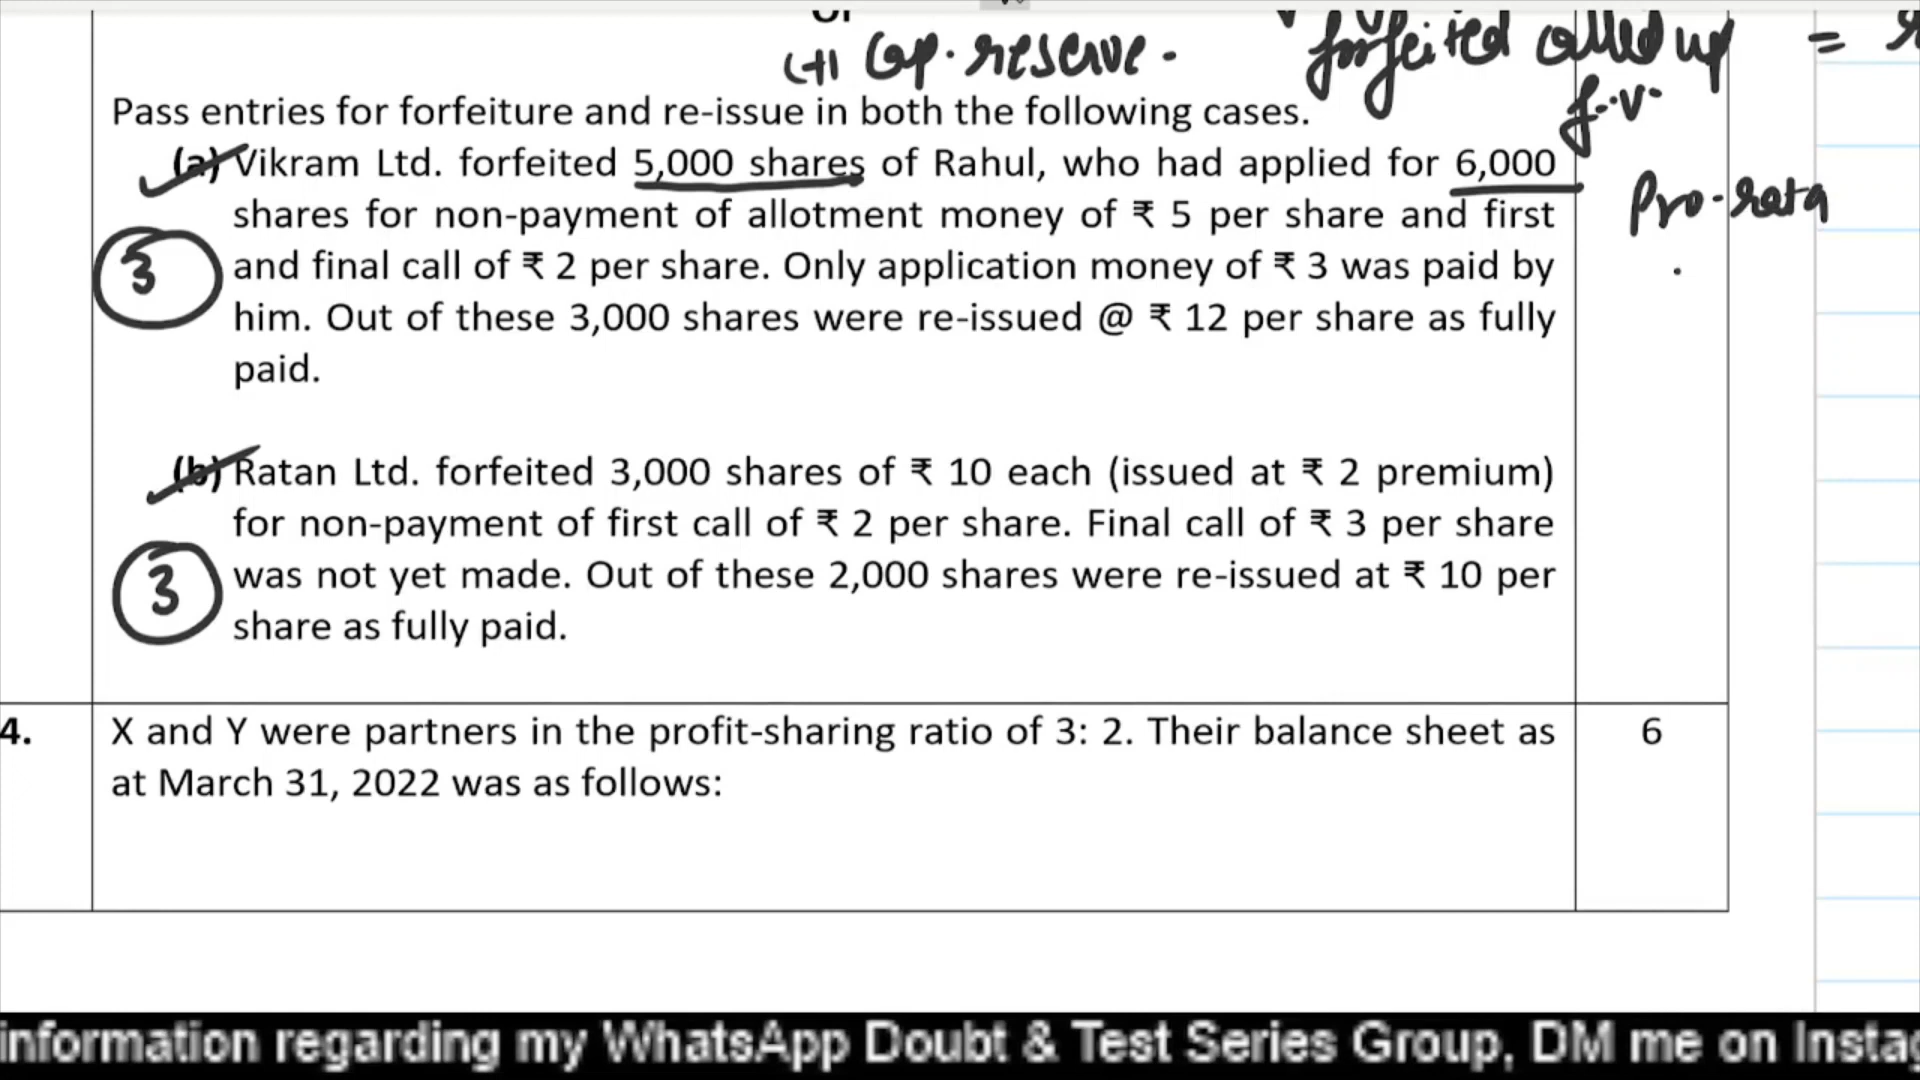 or
(+) Cap. reserve.
forfeited called up =
f.v.
Pass entries for forfeiture and re-issue in both the following cases.
(a) Vikram Ltd. forfeited 5,000 shares of Rahul, who had applied for 6,000
Pro-rata
shares for non-payment of allotment money of ₹ 5 per share and first
3
and final call of ₹ 2 per share. Only application money of ₹ 3 was paid by
him. Out of these 3,000 shares were re-issued @ ₹ 12 per share as fully
paid.
(b) Ratan Ltd. forfeited 3,000 shares of ₹ 10 each (issued at ₹ 2 premium)
for non-payment of first call of ₹ 2 per share. Final call of ₹ 3 per share
3
was not yet made. Out of these 2,000 shares were re-issued at ₹ 10 per
share as fully paid.
4. X and Y were partners in the profit-sharing ratio of 3: 2. Their balance sheet as 6
at March 31, 2022 was as follows:
information regarding my WhatsApp Doubt & Test Series Group, DM me on Instag